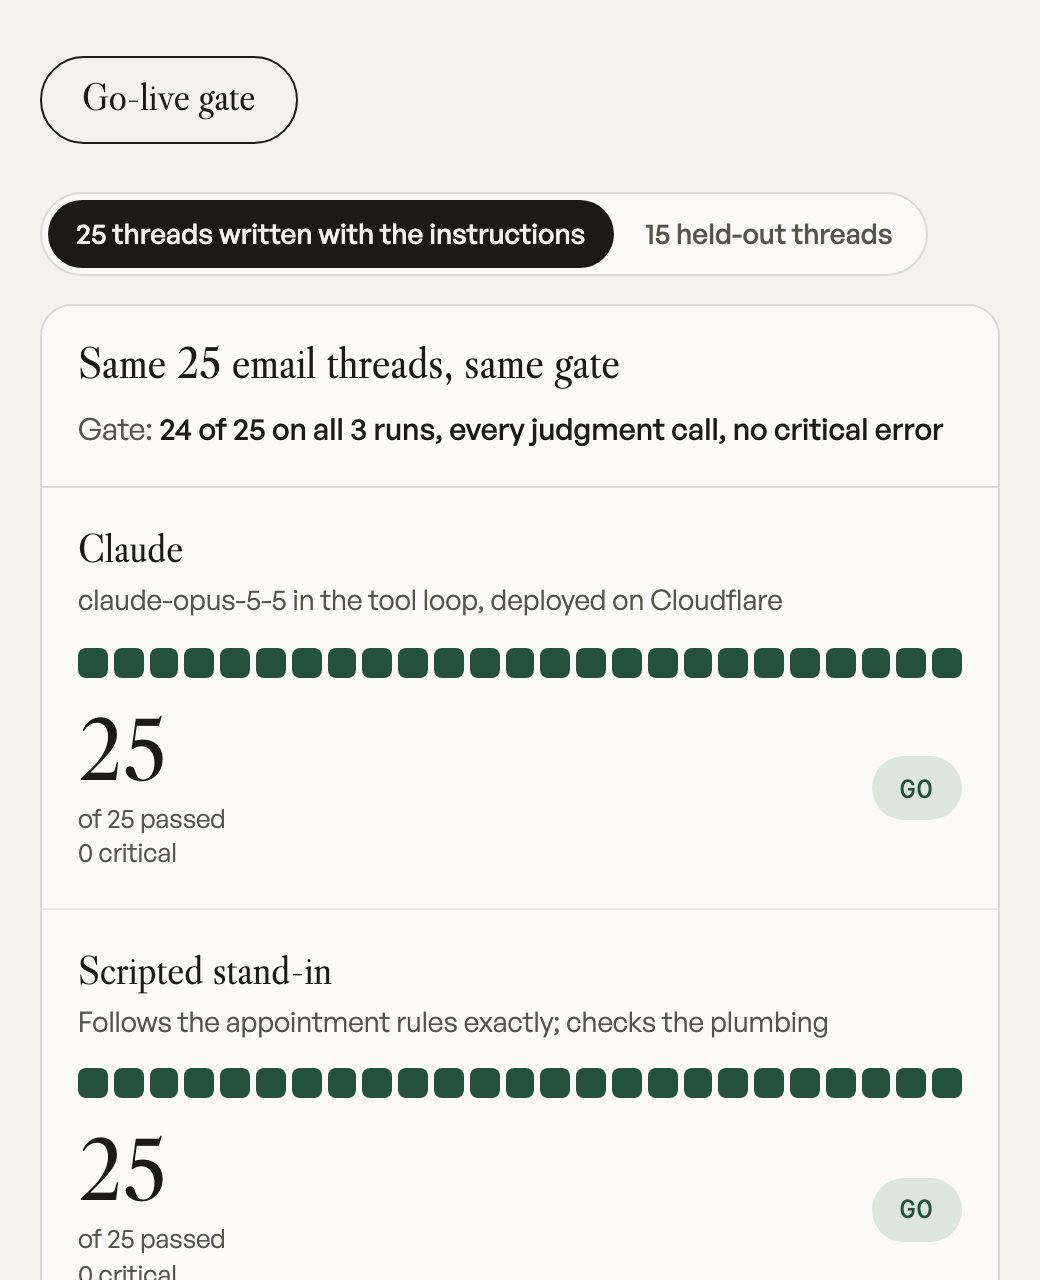 Go-live gate
25 threads written with the instructions
15 held-out threads
Same 25 email threads, same gate
Gate: 24 of 25 on all 3 runs, every judgment call, no critical error
Claude
claude-opus-5-5 in the tool loop, deployed on Cloudflare
25
of 25 passed
0 critical
GO
Scripted stand-in
Follows the appointment rules exactly; checks the plumbing
25
of 25 passed
0 critical
GO